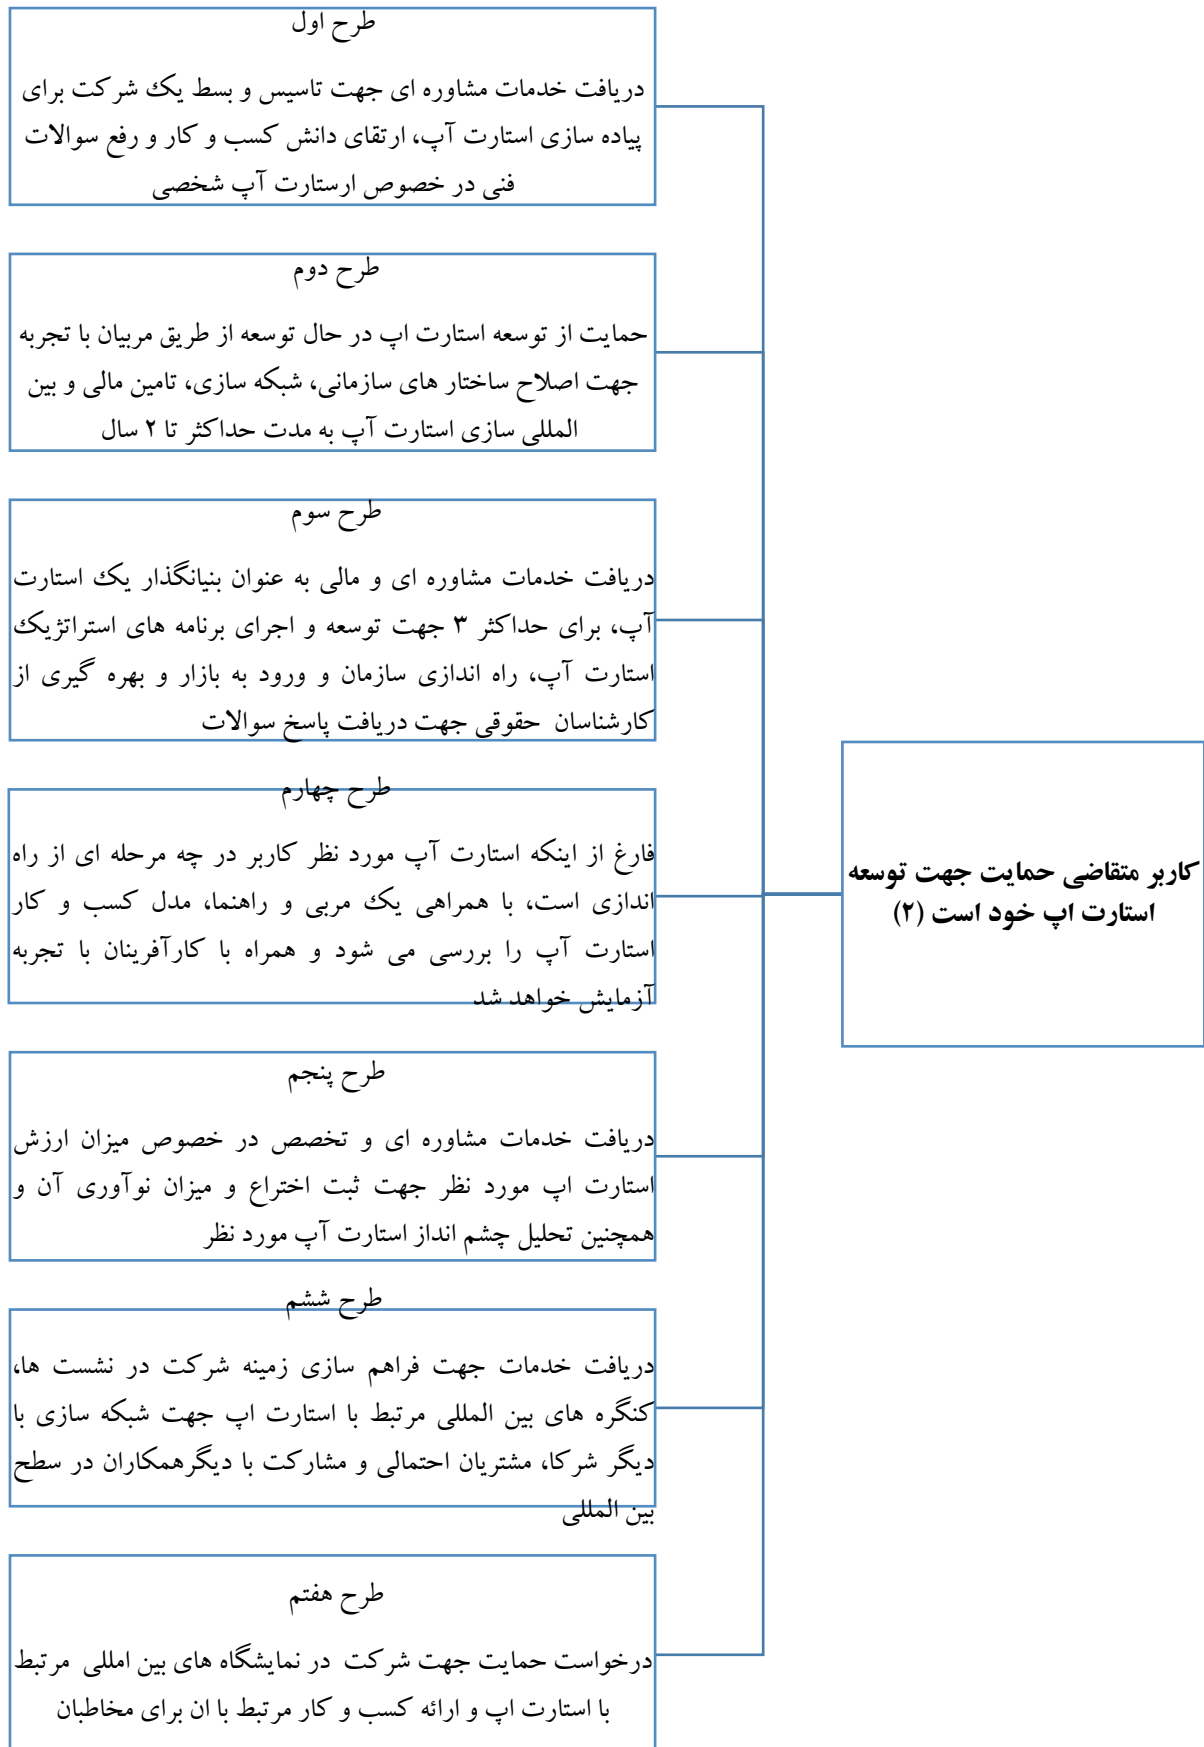 طرح اول
دریافت خدمات مشاوره ای جهت تاسیس و بسط یک شرکت برای
پیاده سازی استارت آپ، ارتقای دانش کسب و کار و رفع سوالات
فنی در خصوص ارستارت آپ شخصی
طرح دوم
حمایت از توسعه استارت اپ در حال توسعه از طریق مربیان با تجربه
جهت اصلاح ساختار های سازمانی، شبکه سازی، تامین مالی و بین
المللی سازی استارت آپ به مدت حداکثر تا ۲ سال
طرح سوم
دریافت خدمات مشاوره ای و مالی به عنوان بنیانگذار یک استارت
آپ، برای حداکثر ۳ جهت توسعه و اجرای برنامه های استراتژیک
استارت آپ، راه اندازی سازمان و ورود به بازار و بهره گیری از
کارشناسان حقوقی جهت دریافت پاسخ سوالات
طرح چهارم
فارغ از اینکه استارت آپ مورد نظر کاربر در چه مرحله ای از راه
اندازی است، با همراهی یک مربی و راهنما، مدل کسب و کار
استارت آپ را بررسی می شود و همراه با کارآفرینان با تجربه
آزمایش خواهد شد
طرح پنجم
دریافت خدمات مشاوره ای و تخصص در خصوص میزان ارزش
استارت اپ مورد نظر جهت ثبت اختراع و میزان نوآوری آن و
همچنین تحلیل چشم انداز استارت آپ مورد نظر
طرح ششم
دریافت خدمات جهت فراهم سازی زمینه شرکت در نشست ها،
کنگره های بین المللی مرتبط با استارت اپ جهت شبکه سازی با
دیگر شرکا، مشتریان احتمالی و مشارکت با دیگرهمکاران در سطح
بین المللی
طرح هفتم
درخواست حمایت جهت شرکت در نمایشگاه های بین امللی مرتبط
با استارت اپ و ارائه کسب و کار مرتبط با ان برای مخاطبان
کاربر متقاضی حمایت جهت توسعه
استارت اپ خود است (۲)